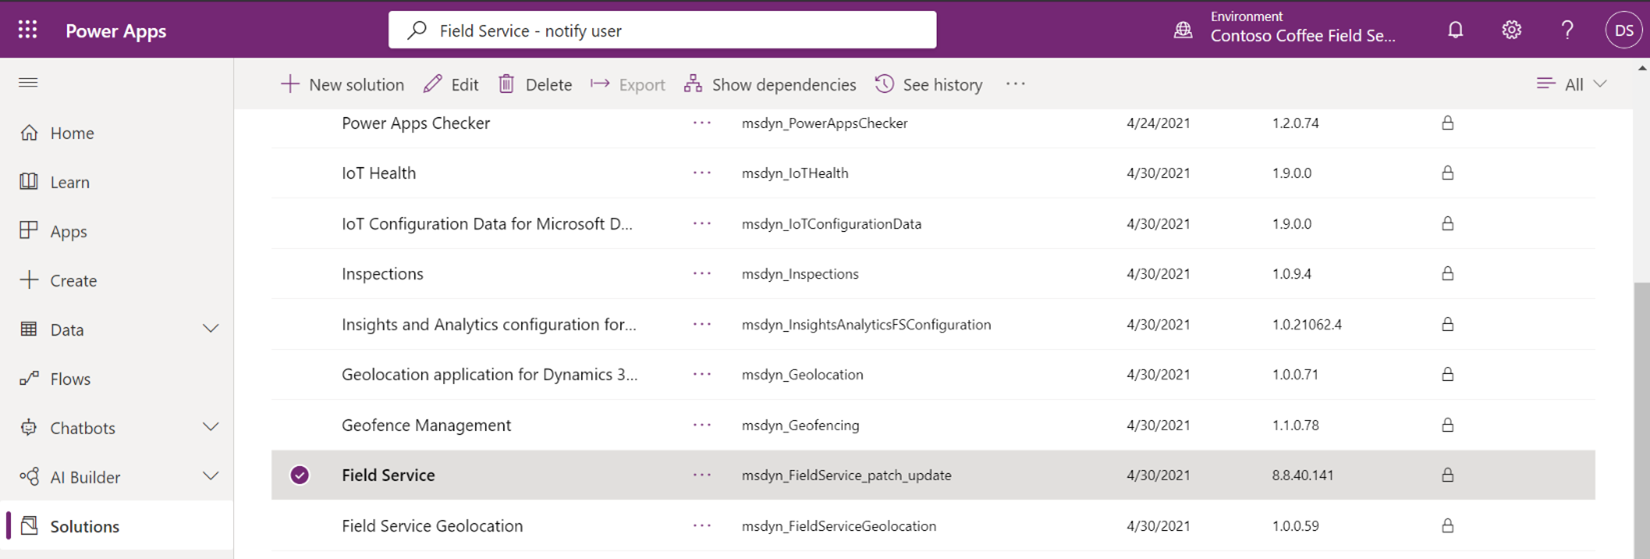 Power Apps
Field Service - notify user
Environment
Contoso Coffee Field Se...
DS
New solution Edit Delete Export Show dependencies See history ··· All
Home
Learn
Apps
Create
Data
Flows
Chatbots
AI Builder
Solutions
Power Apps Checker ··· msdyn_PowerAppsChecker 4/24/2021 1.2.0.74
IoT Health ··· msdyn_IoTHealth 4/30/2021 1.9.0.0
IoT Configuration Data for Microsoft D... ··· msdyn_IoTConfigurationData 4/30/2021 1.9.0.0
Inspections ··· msdyn_Inspections 4/30/2021 1.0.9.4
Insights and Analytics configuration for... ··· msdyn_InsightsAnalyticsFSConfiguration 4/30/2021 1.0.21062.4
Geolocation application for Dynamics 3... ··· msdyn_Geolocation 4/30/2021 1.0.0.71
Geofence Management ··· msdyn_Geofencing 4/30/2021 1.1.0.78
Field Service ··· msdyn_FieldService_patch_update 4/30/2021 8.8.40.141
Field Service Geolocation ··· msdyn_FieldServiceGeolocation 4/30/2021 1.0.0.59